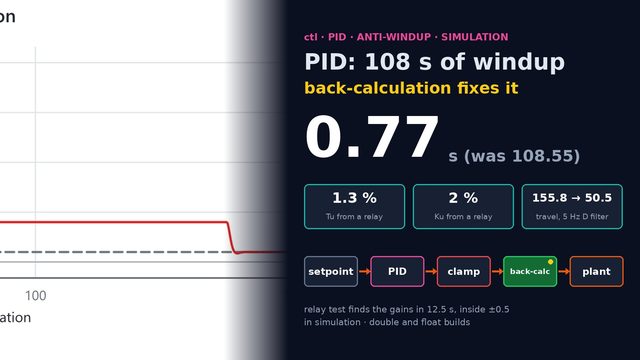 on
100
ation
ctl · PID · ANTI-WINDUP · SIMULATION
PID: 108 s of windup
back-calculation fixes it
0.77 s (was 108.55)
1.3 %
Tu from a relay
2 %
Ku from a relay
155.8 → 50.5
travel, 5 Hz D filter
setpoint
PID
clamp
back-calc
plant
relay test finds the gains in 12.5 s, inside ±0.5
in simulation · double and float builds